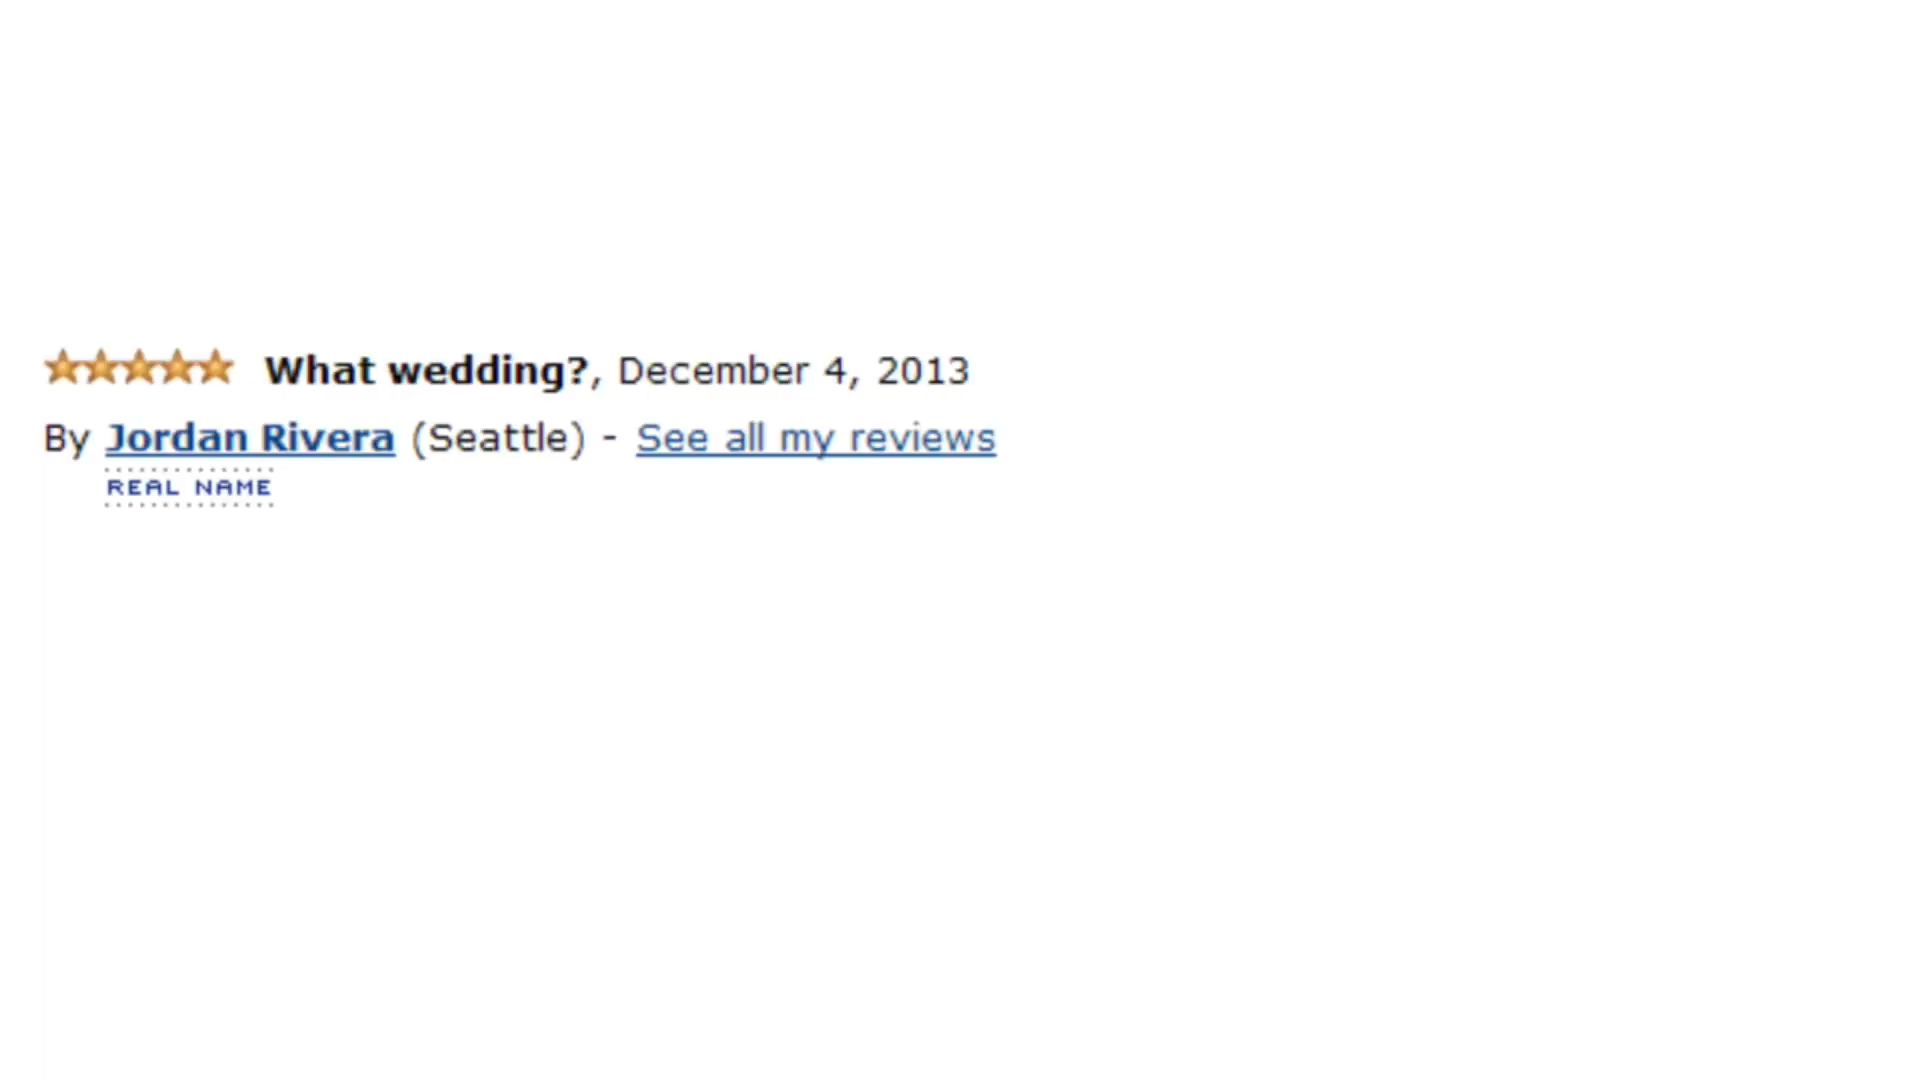 What wedding?, December 4, 2013
By Jordan Rivera (Seattle) - See all my reviews
REAL NAME